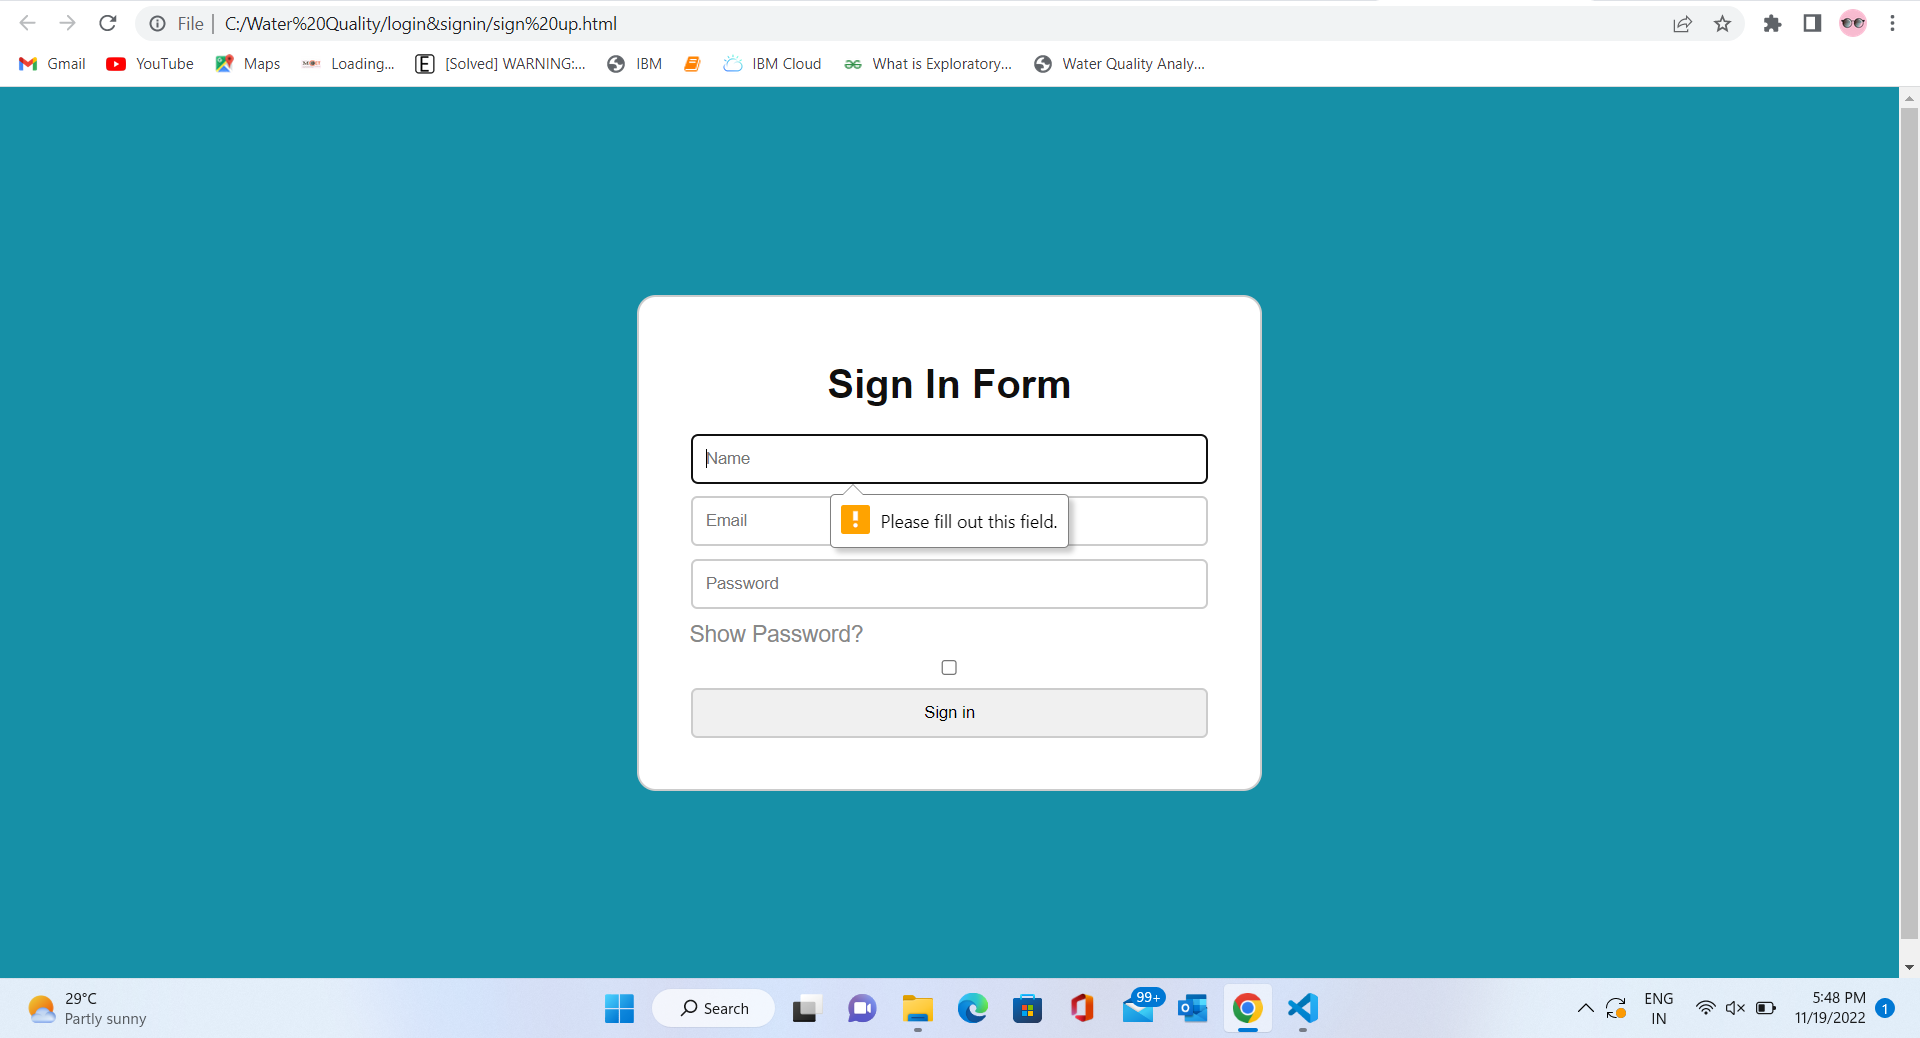 File | C:/Water%20Quality/login&signin/sign%20up.html
Gmail YouTube Maps Loading... E [Solved] WARNING:... IBM IBM Cloud What is Exploratory... Water Quality Analy...
Sign In Form
Name
Please fill out this field.
Email
Password
Show Password?
Sign in
29°C
Partly sunny
Search
99+
ENG
IN
5:48 PM
11/19/2022
1